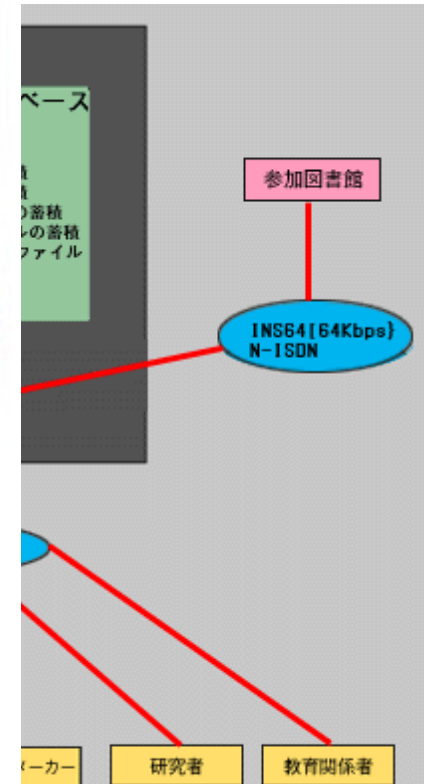 ベース
の蓄積
ルの蓄積
ファイル
参加図書館
INS64[64Kbps}
N-ISDN
ーカー
研究者
教育関係者